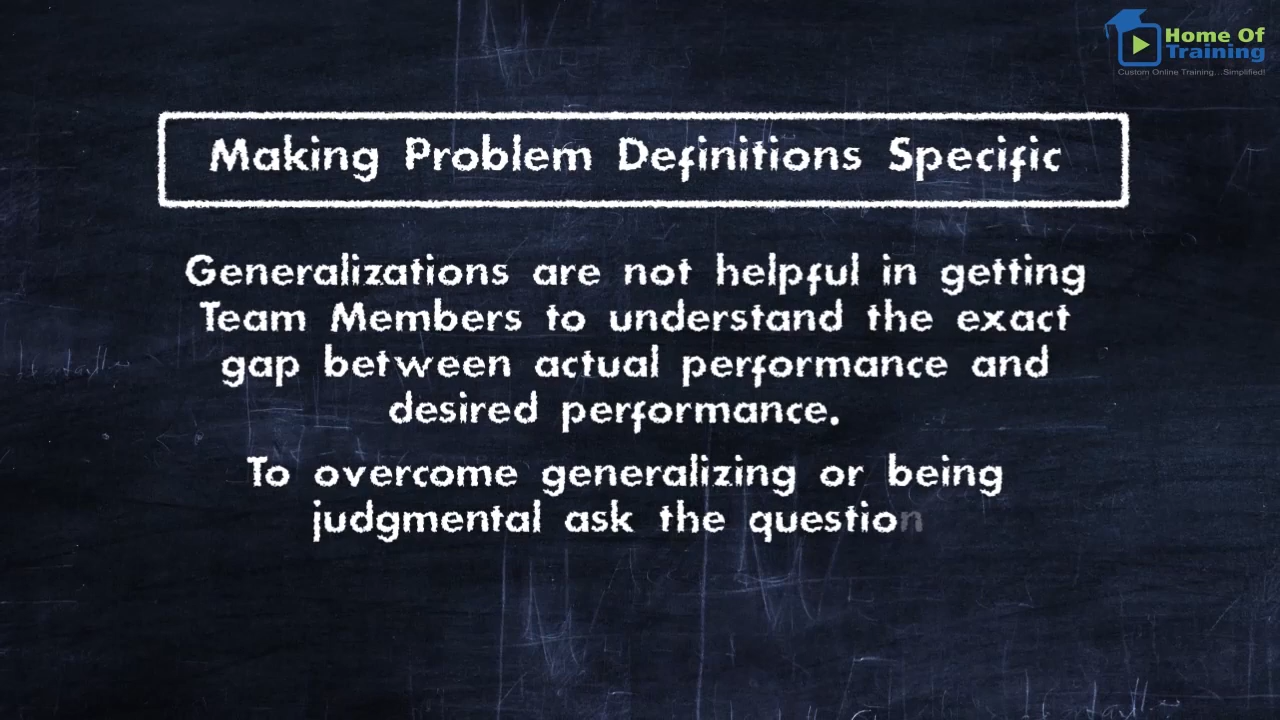 Home Of
Training
Custom Online Training...Simplified!
Making Problem Definitions Specific
Generalizations are not helpful in getting
Team Members to understand the exact
gap between actual performance and
desired performance.
To overcome generalizing or being
judgmental ask the question